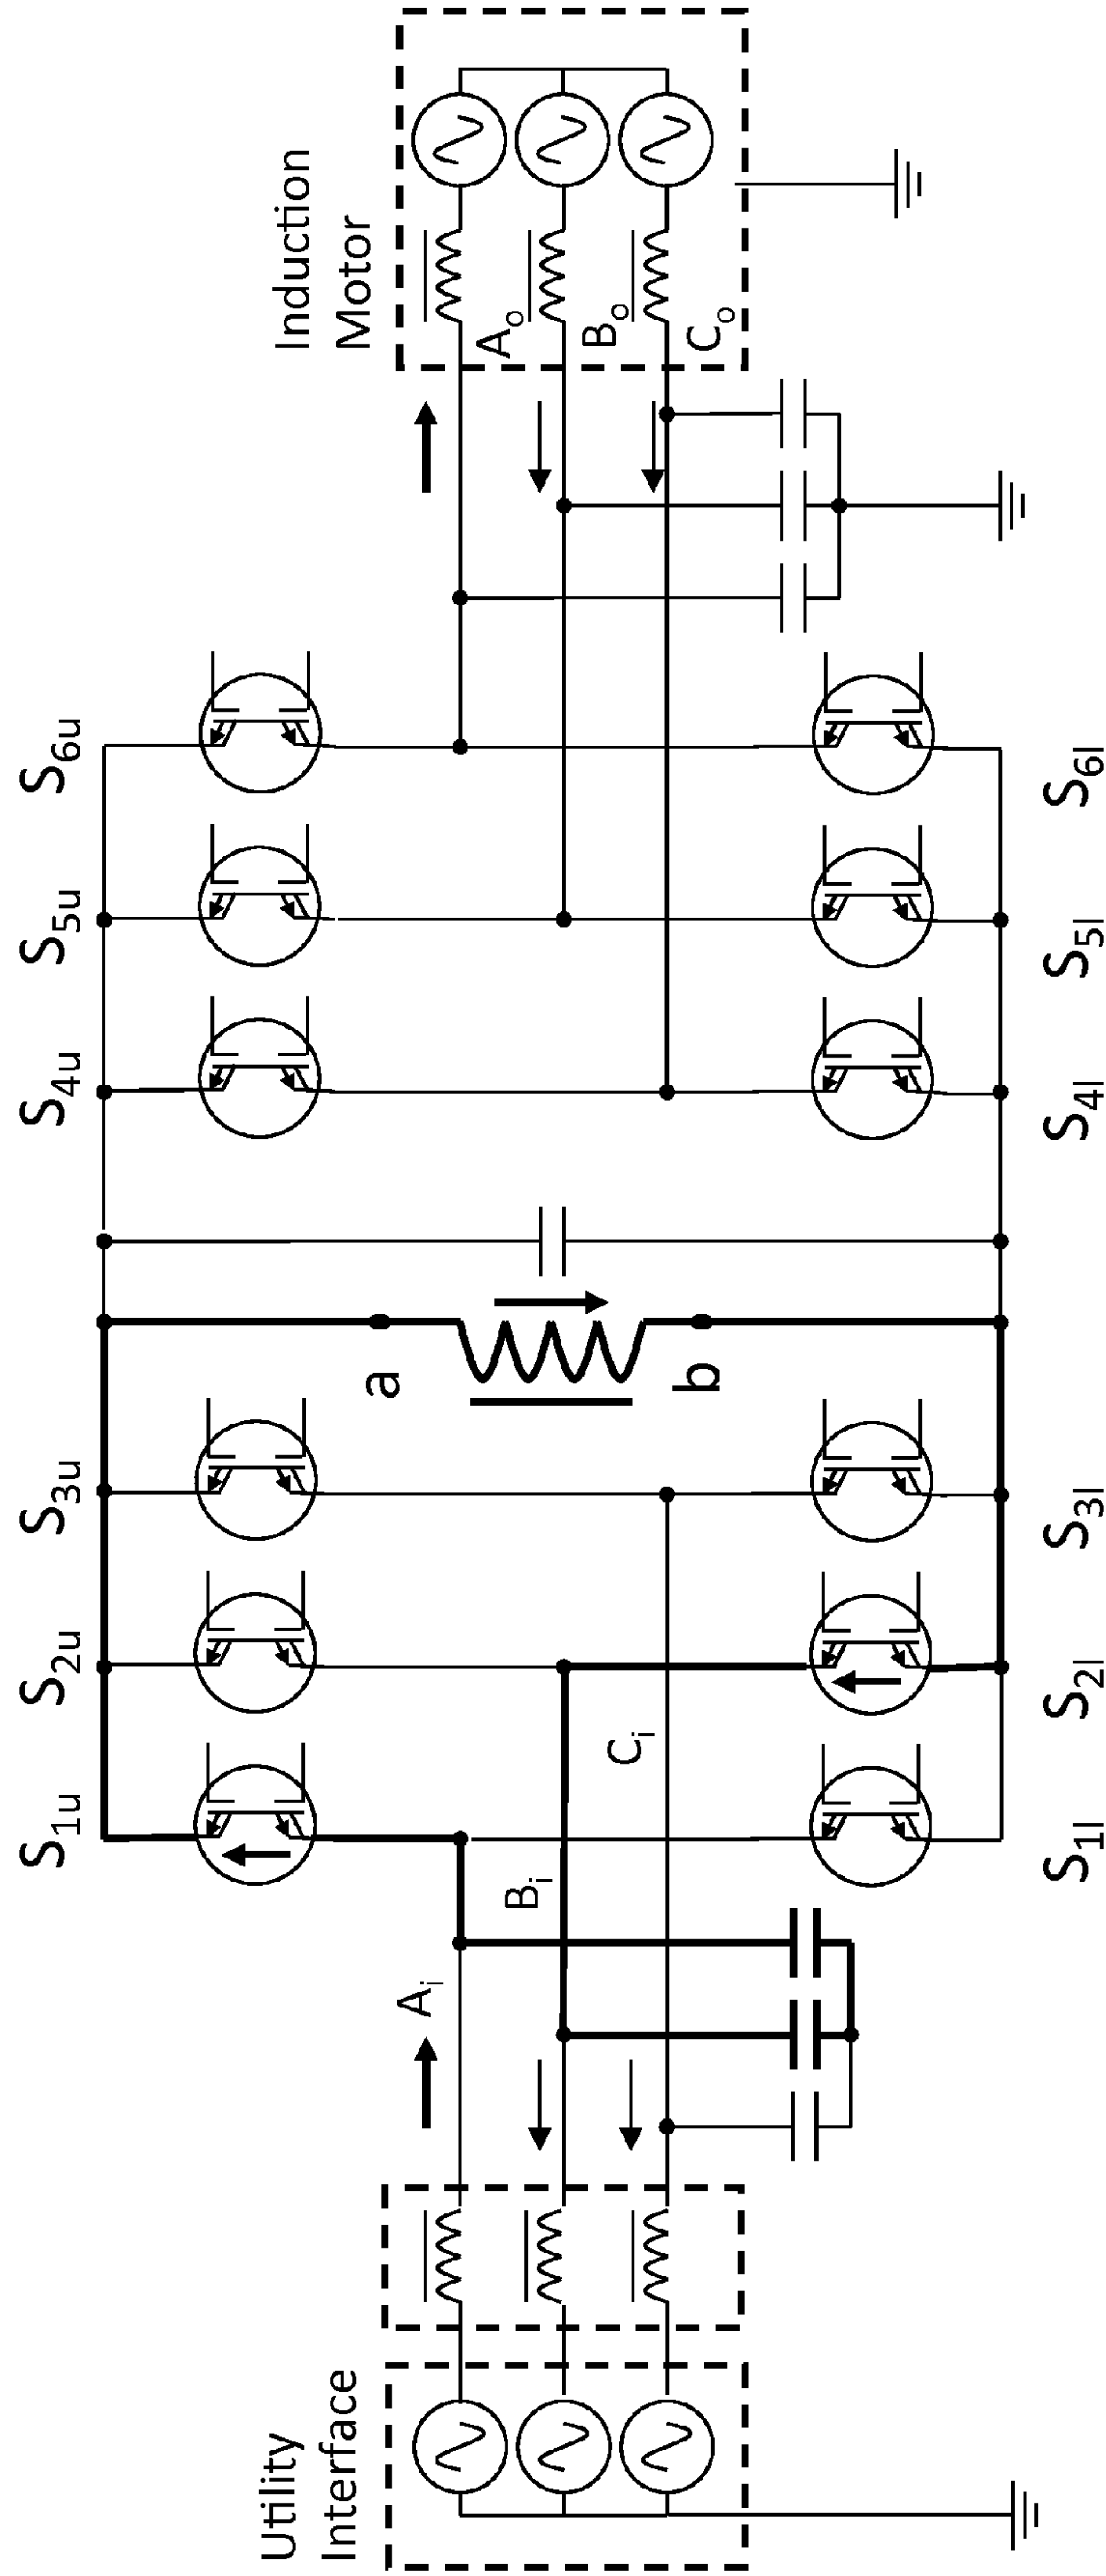 Utility
Interface
Induction
Motor
S1u
S2u
S3u
S4u
S5u
S6u
Ai
Bi
Ci
a
b
Ao
Bo
Co
S1l
S2l
S3l
S4l
S5l
S6l